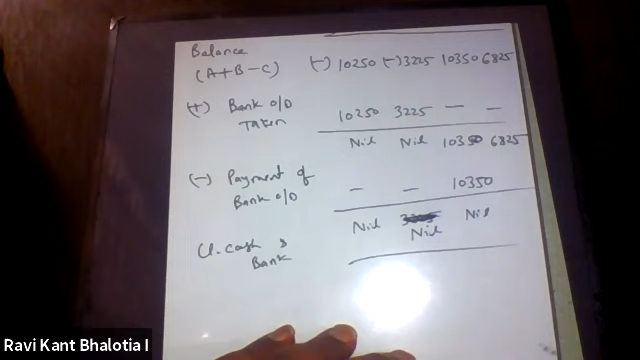 Balance
(A+B-C) (-) 10250 (-) 3225 10350 6825
(+) Bank O/D 10250 3225 — —
Taken
Nil Nil 10350 6825
(-) Payment of — — 10350
Bank O/D
Nil Nil Nil
Cl. Cash &
Bank
Ravi Kant Bhalotia I